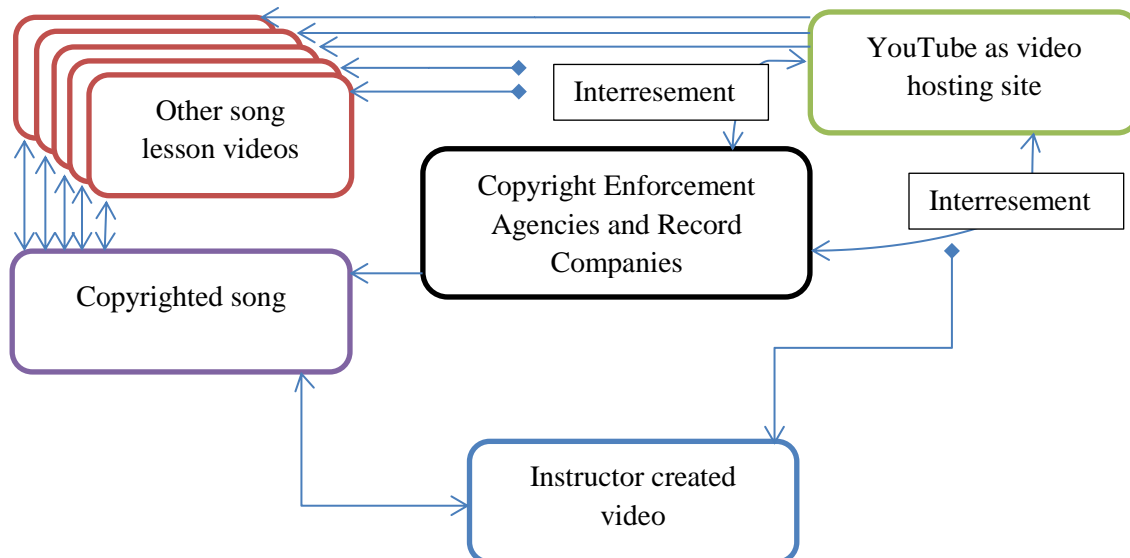 YouTube as video
hosting site
Interresement
Other song
lesson videos
Copyright Enforcement
Agencies and Record
Companies
Interresement
Copyrighted song
Instructor created
video